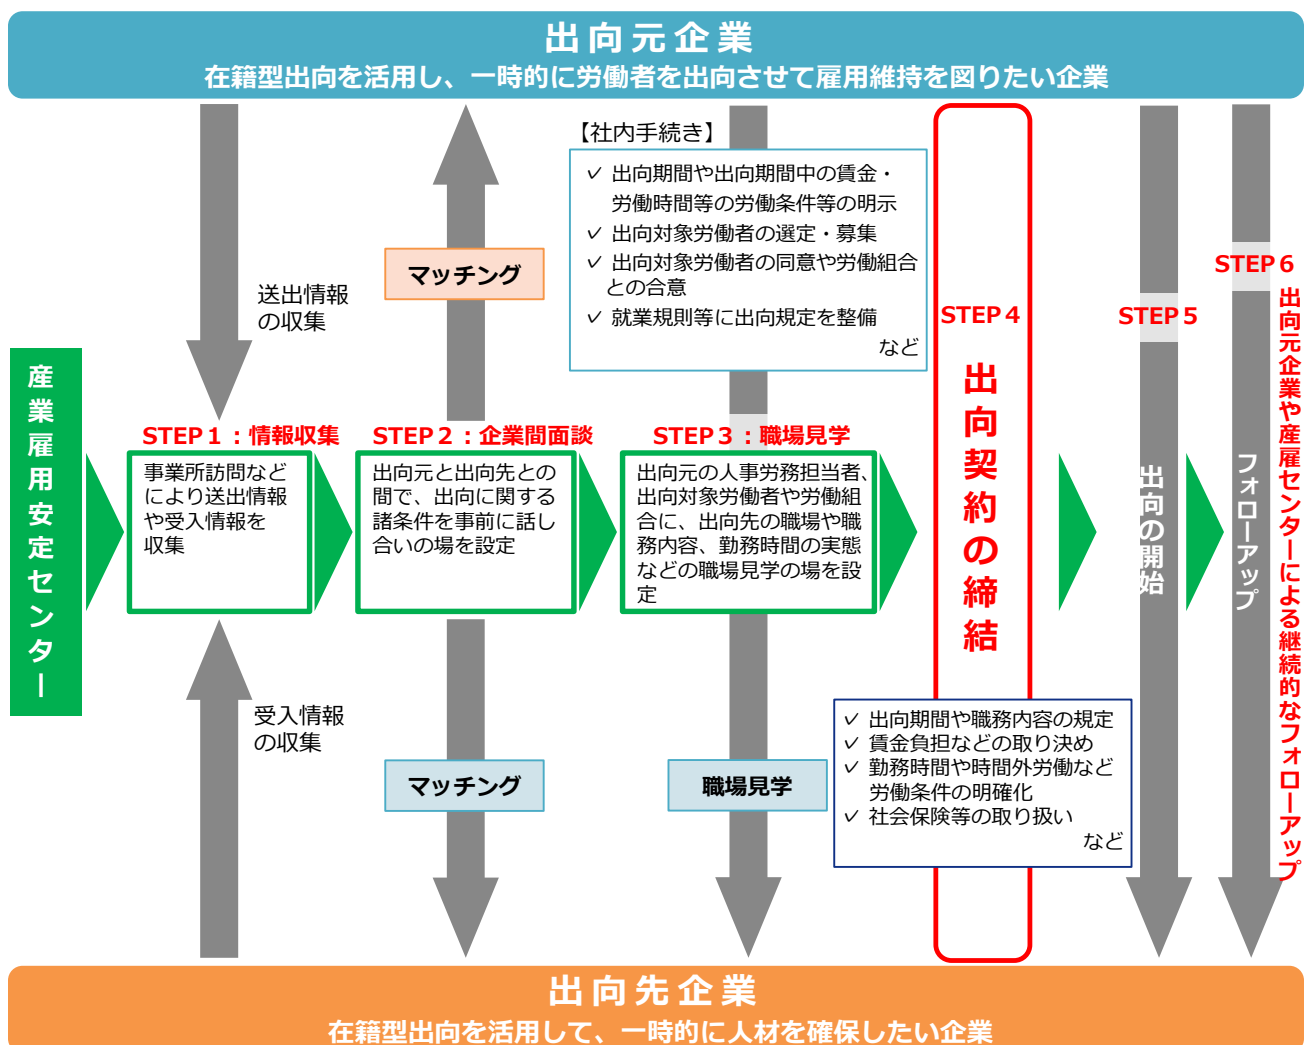 出向元企業
在籍型出向を活用し、一時的に労働者を出向させて雇用維持を図りたい企業
【社内手続き】
✓ 出向期間や出向期間中の賃金・
労働時間等の労働条件等の明示
✓ 出向対象労働者の選定・募集
✓ 出向対象労働者の同意や労働組合
との合意
✓ 就業規則等に出向規定を整備
など
マッチング
送出情報
の収集
産業雇用安定センター
STEP1：情報収集
事業所訪問など
により送出情報
や受入情報を
収集
STEP2：企業間面談
出向元と出向先との
間で、出向に関する
諸条件を事前に話し
合いの場を設定
STEP3：職場見学
出向元の人事労務担当者、
出向対象労働者や労働組
合に、出向先の職場や職
務内容、勤務時間の実態
などの職場見学の場を設
定
STEP4
出向契約の締結
STEP5
出向の開始
STEP6
フォローアップ
出向元企業や産雇センターによる継続的なフォローアップ
受入情報
の収集
マッチング
職場見学
✓ 出向期間や職務内容の規定
✓ 賃金負担などの取り決め
✓ 勤務時間や時間外労働など
労働条件の明確化
✓ 社会保険等の取り扱い
など
出向先企業
在籍型出向を活用して、一時的に人材を確保したい企業